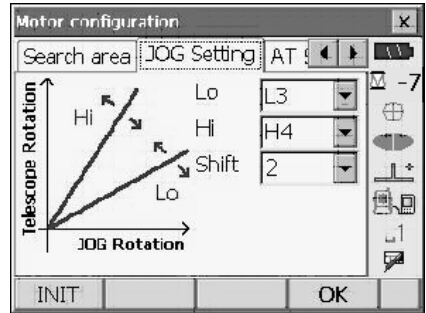 Motor configuration
Search area
JOG Setting
AT S
-7
Telescope Rotation
Hi
Lo
JOG Rotation
Lo
L3
Hi
H4
Shift
2
1
INIT
OK